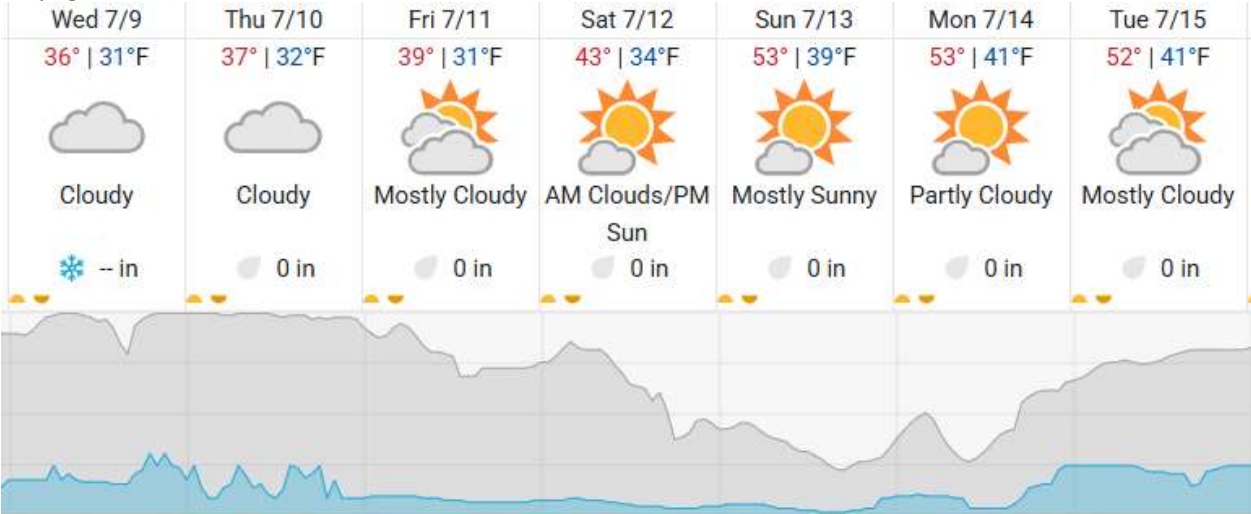 Wed 7/9 Thu 7/10 Fri 7/11 Sat 7/12 Sun 7/13 Mon 7/14 Tue 7/15
36° | 31°F 37° | 32°F 39° | 31°F 43° | 34°F 53° | 39°F 53° | 41°F 52° | 41°F
Cloudy Cloudy Mostly Cloudy AM Clouds/PM Mostly Sunny Partly Cloudy Mostly Cloudy
Sun
-- in 0 in 0 in 0 in 0 in 0 in 0 in